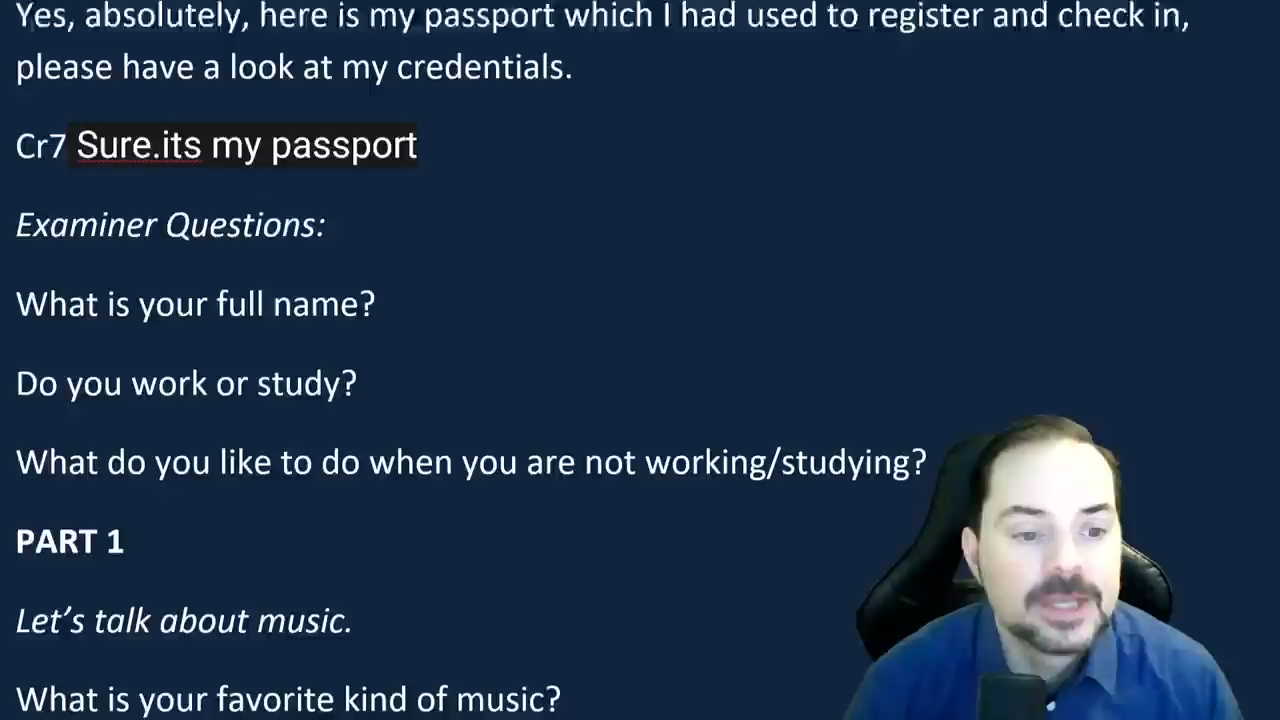 Yes, absolutely, here is my passport which I had used to register and check in,
please have a look at my credentials.
Cr7 Sure.its my passport
Examiner Questions:
What is your full name?
Do you work or study?
What do you like to do when you are not working/studying?
PART 1
Let’s talk about music.
What is your favorite kind of music?